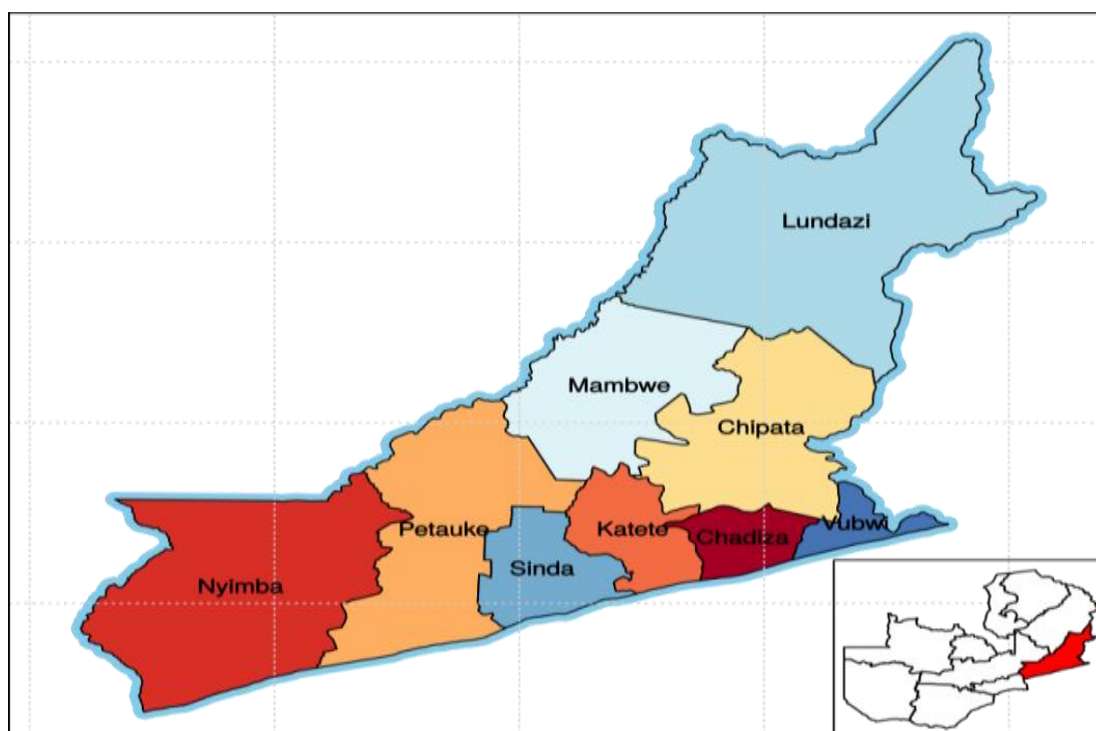 Lundazi
Mambwe
Chipata
Petauke
Katete
Chadiza
Vubwi
Sinda
Nyimba